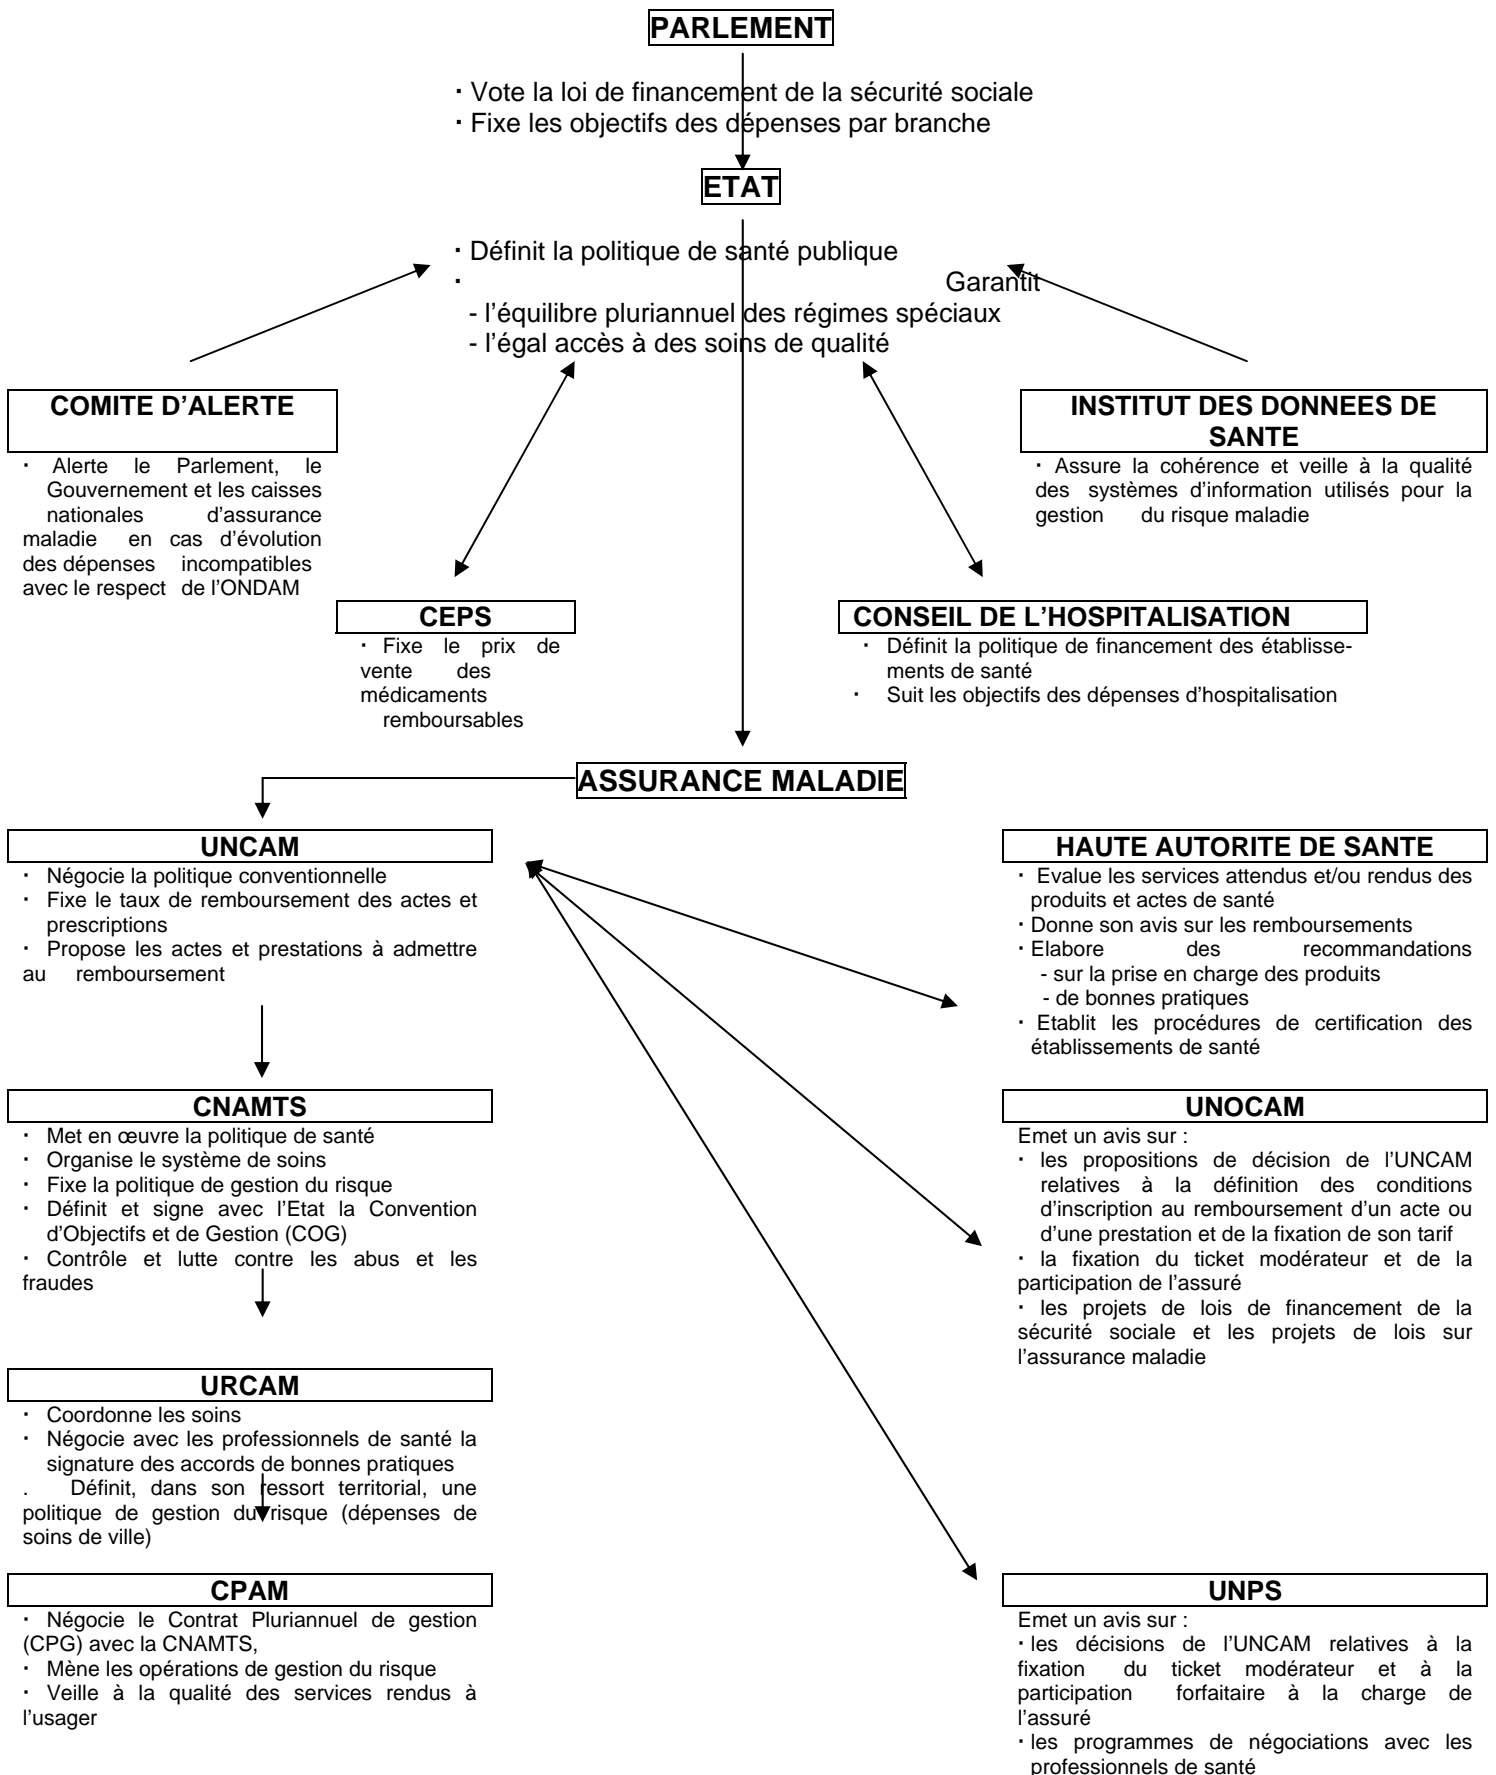 PARLEMENT
· Vote la loi de financement de la sécurité sociale
· Fixe les objectifs des dépenses par branche
ETAT
· Définit la politique de santé publique
· Garantit
- l’équilibre pluriannuel des régimes spéciaux
- l’égal accès à des soins de qualité
COMITE D’ALERTE
· Alerte le Parlement, le
Gouvernement et les caisses
nationales d’assurance
maladie en cas d’évolution
des dépenses incompatibles
avec le respect de l’ONDAM
INSTITUT DES DONNEES DE
SANTE
· Assure la cohérence et veille à la qualité
des systèmes d’information utilisés pour la
gestion du risque maladie
CEPS
· Fixe le prix de
vente des
médicaments
remboursables
CONSEIL DE L’HOSPITALISATION
· Définit la politique de financement des établisse-
ments de santé
· Suit les objectifs des dépenses d’hospitalisation
ASSURANCE MALADIE
UNCAM
· Négocie la politique conventionnelle
· Fixe le taux de remboursement des actes et
prescriptions
· Propose les actes et prestations à admettre
au remboursement
HAUTE AUTORITE DE SANTE
· Evalue les services attendus et/ou rendus des
produits et actes de santé
· Donne son avis sur les remboursements
· Elabore des recommandations
- sur la prise en charge des produits
- de bonnes pratiques
· Etablit les procédures de certification des
établissements de santé
CNAMTS
· Met en œuvre la politique de santé
· Organise le système de soins
· Fixe la politique de gestion du risque
· Définit et signe avec l’Etat la Convention
d’Objectifs et de Gestion (COG)
· Contrôle et lutte contre les abus et les
fraudes
UNOCAM
Emet un avis sur :
· les propositions de décision de l’UNCAM
relatives à la définition des conditions
d’inscription au remboursement d’un acte ou
d’une prestation et de la fixation de son tarif
· la fixation du ticket modérateur et de la
participation de l’assuré
· les projets de lois de financement de la
sécurité sociale et les projets de lois sur
l’assurance maladie
URCAM
· Coordonne les soins
· Négocie avec les professionnels de santé la
signature des accords de bonnes pratiques
. Définit, dans son ressort territorial, une
politique de gestion du risque (dépenses de
soins de ville)
CPAM
· Négocie le Contrat Pluriannuel de gestion
(CPG) avec la CNAMTS,
· Mène les opérations de gestion du risque
· Veille à la qualité des services rendus à
l’usager
UNPS
Emet un avis sur :
· les décisions de l’UNCAM relatives à la
fixation du ticket modérateur et à la
participation forfaitaire à la charge de
l’assuré
· les programmes de négociations avec les
professionnels de santé